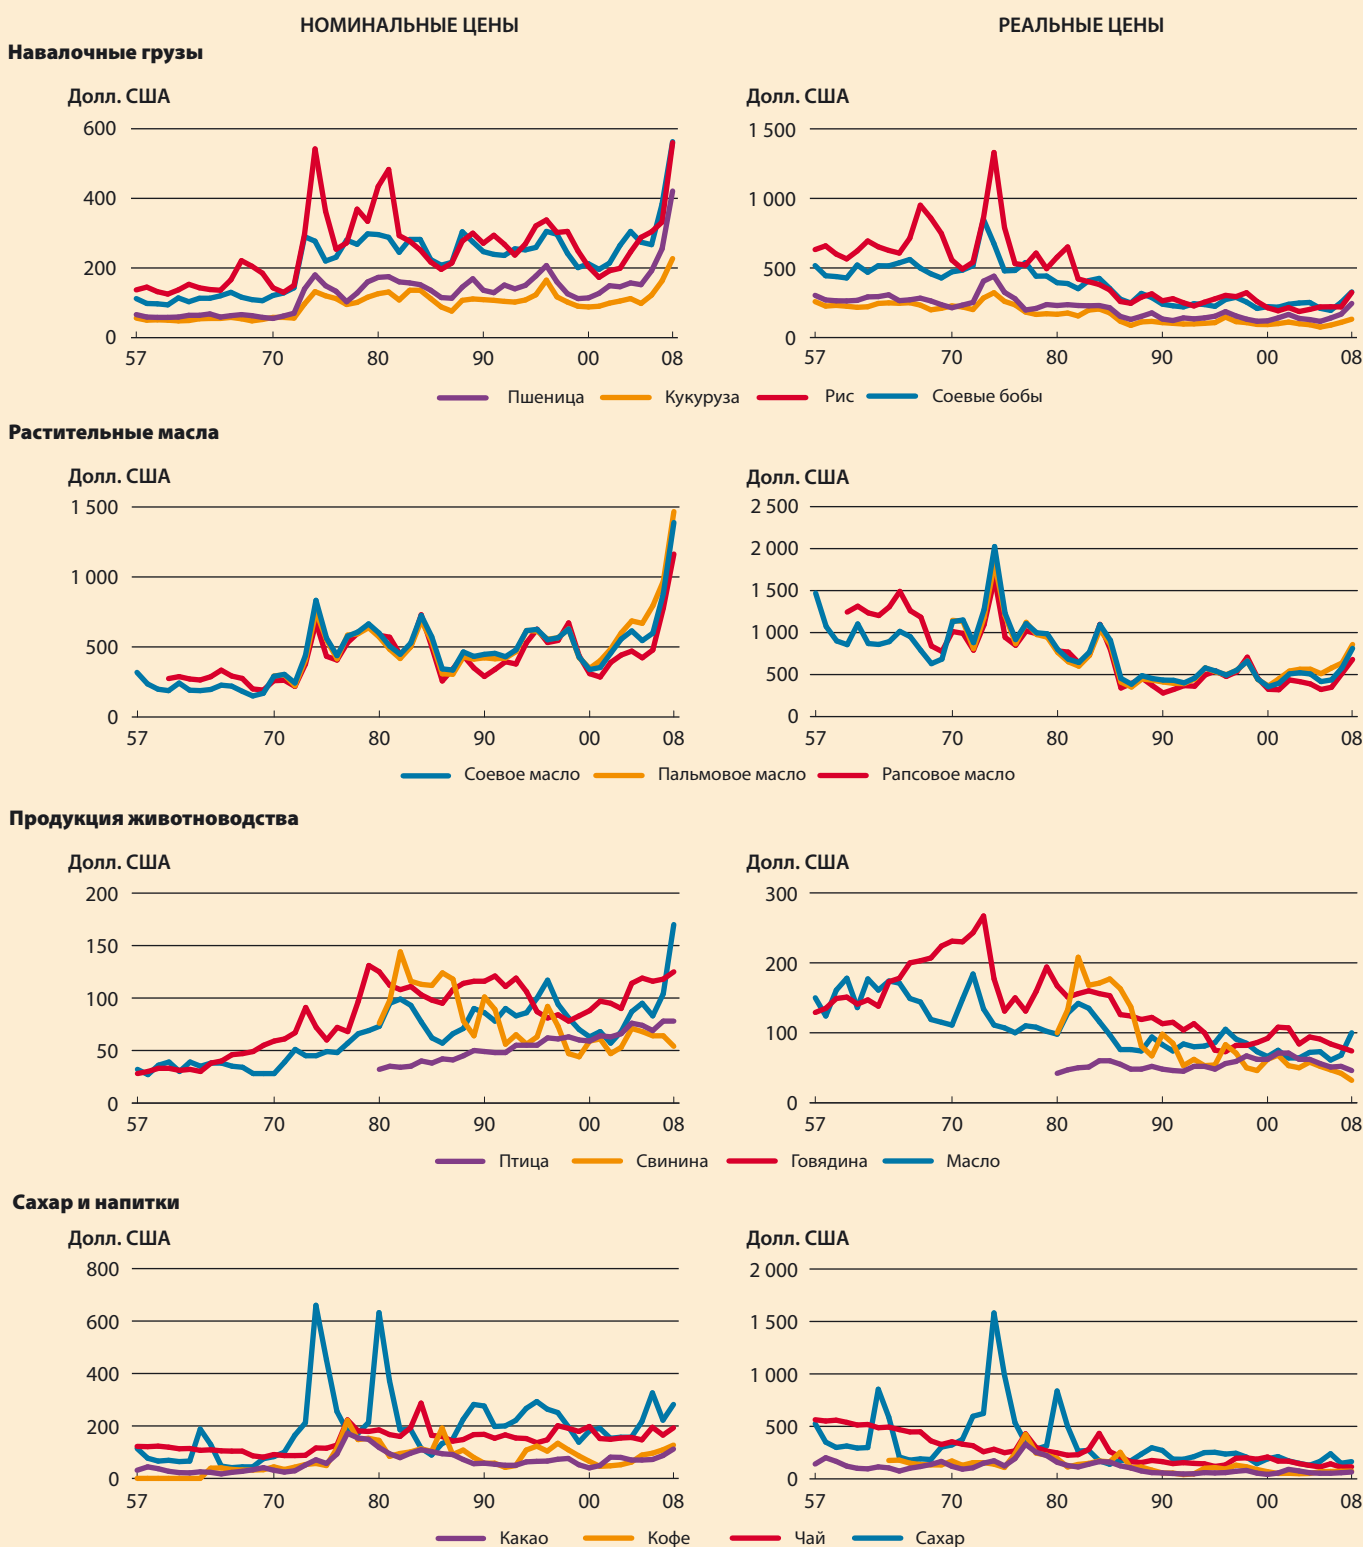 НОМИНАЛЬНЫЕ ЦЕНЫ РЕАЛЬНЫЕ ЦЕНЫ
Навалочные грузы
Долл. США Долл. США
600 1 500
400 1 000
200 500
0 0
57 70 80 90 00 08 57 70 80 90 00 08
Пшеница Кукуруза Рис Соевые бобы
Растительные масла
Долл. США Долл. США
1 500
1 000
500
0
57 70 80 90 00 08
2 500
2 000
1 500
1 000
500
0
57 70 80 90 00 08
Соевое масло Пальмовое масло Рапсовое масло
Продукция животноводства
Долл. США Долл. США
200
150
100
50
0
57 70 80 90 00 08
300
200
100
0
57 70 80 90 00 08
Птица Свинина Говядина Масло
Сахар и напитки
Долл. США Долл. США
800 2 000
600 1 500
400 1 000
200 500
0 0
57 70 80 90 00 08 57 70 80 90 00 08
Какао Кофе Чай Сахар